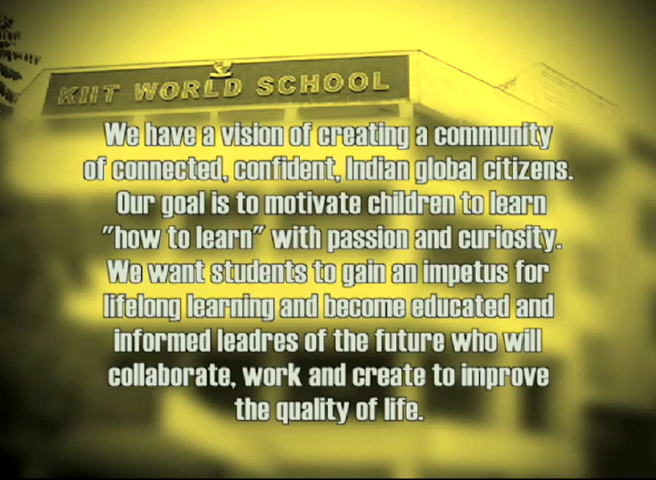 KIIT WORLD SCHOOL
We have a vision of creating a community
of connected, confident, Indian global citizens.
Our goal is to motivate children to learn
"how to learn" with passion and curiosity.
We want students to gain an impetus for
lifelong learning and become educated and
informed leadres of the future who will
collaborate, work and create to improve
the quality of life.